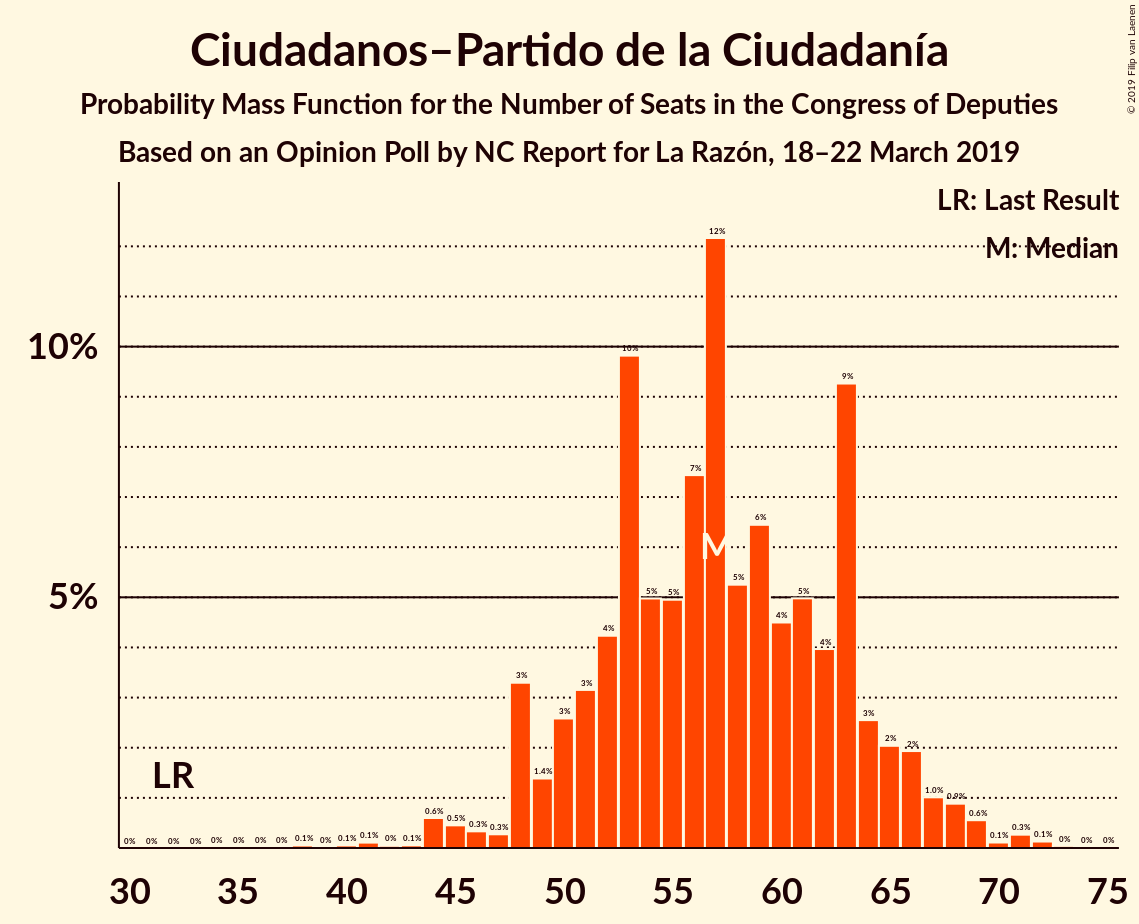 Ciudadanos–Partido de la Ciudadanía
Probability Mass Function for the Number of Seats in the Congress of Deputies
Based on an Opinion Poll by NC Report for La Razón, 18–22 March 2019
© 2019 Filip van Laenen
LR: Last Result
M: Median
10%
5%
LR
M
0% 0% 0% 0% 0% 0% 0% 0% 0.1% 0% 0.1% 0.1% 0% 0.1% 0.6% 0.5% 0.3% 0.3% 3% 1.4% 3% 3% 4% 10% 5% 5% 7% 12% 5% 6% 4% 5% 4% 9% 3% 2% 2% 1.0% 0.9% 0.6% 0.1% 0.3% 0.1% 0% 0% 0%
30 35 40 45 50 55 60 65 70 75